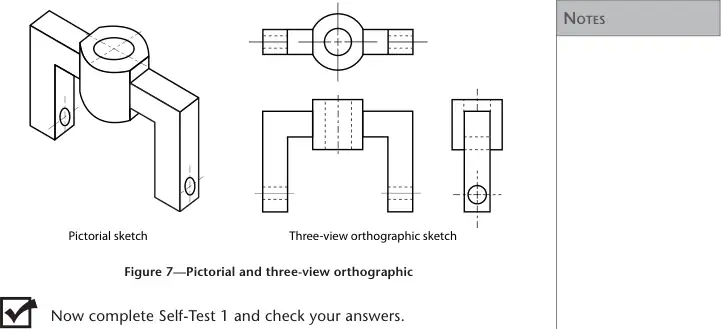 NOTES
Pictorial sketch
Three-view orthographic sketch
Figure 7—Pictorial and three-view orthographic
Now complete Self-Test 1 and check your answers.